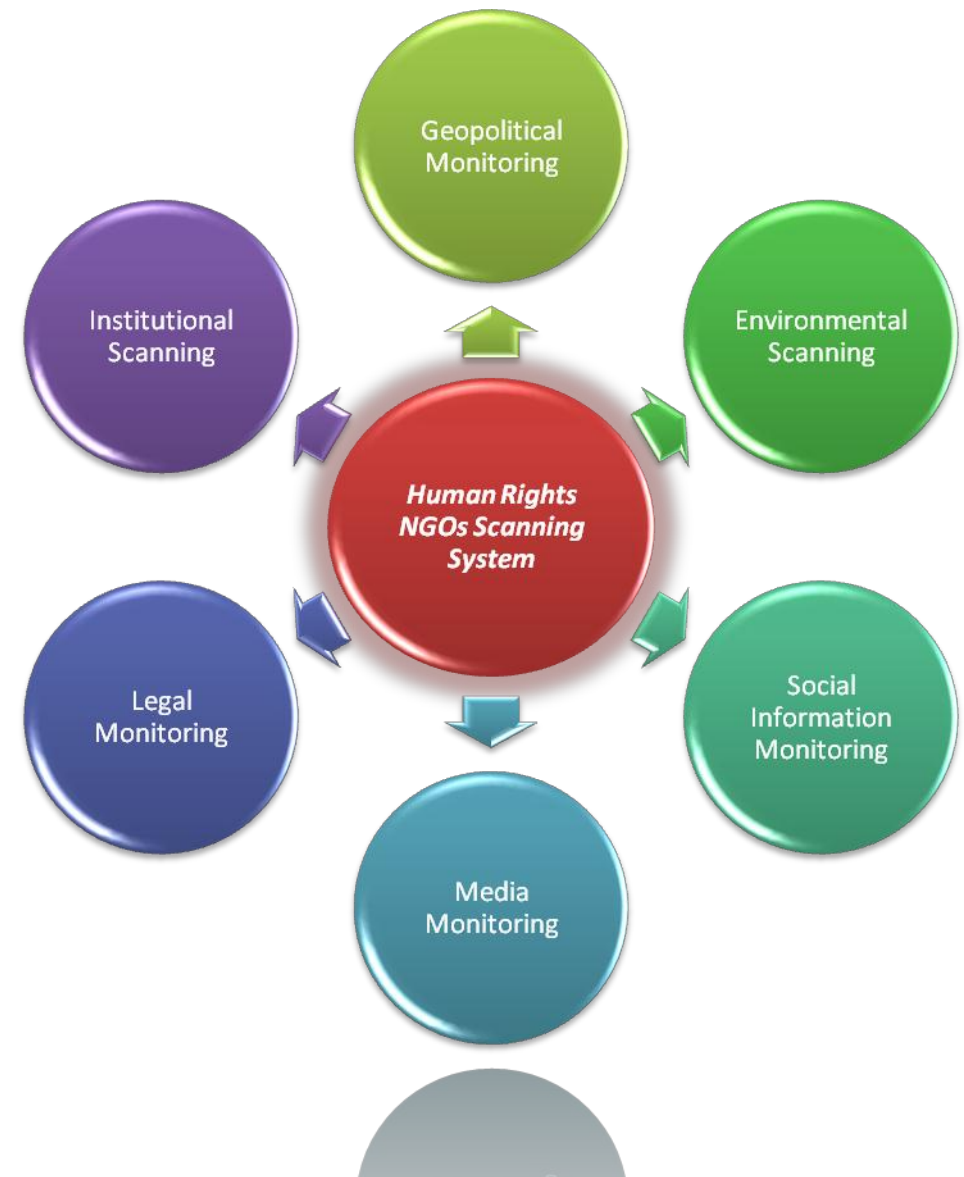 Geopolitical
Monitoring
Environmental
Scanning
Social
Information
Monitoring
Media
Monitoring
Legal
Monitoring
Institutional
Scanning
Human Rights
NGOs Scanning
System